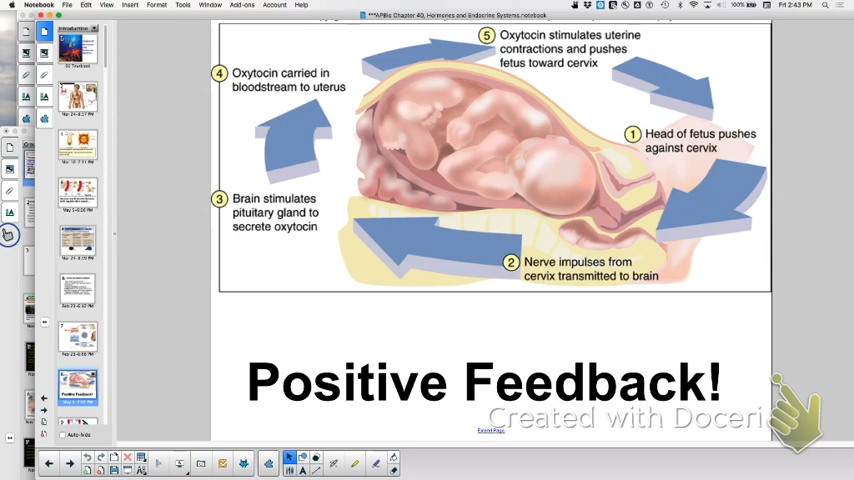 Notebook File Edit View Insert Format Tools Window Add-ons Account Help
Fri 2:43 PM
***APBio Chapter 40, Hormones and Endocrine Systems.notebook
Introduction
5 Oxytocin stimulates uterine
contractions and pushes
fetus toward cervix
4 Oxytocin carried in
bloodstream to uterus
1 Head of fetus pushes
against cervix
3 Brain stimulates
pituitary gland to
secrete oxytocin
2 Nerve impulses from
cervix transmitted to brain
Positive Feedback!
Created with Doceri
Extend Page
Auto-hide